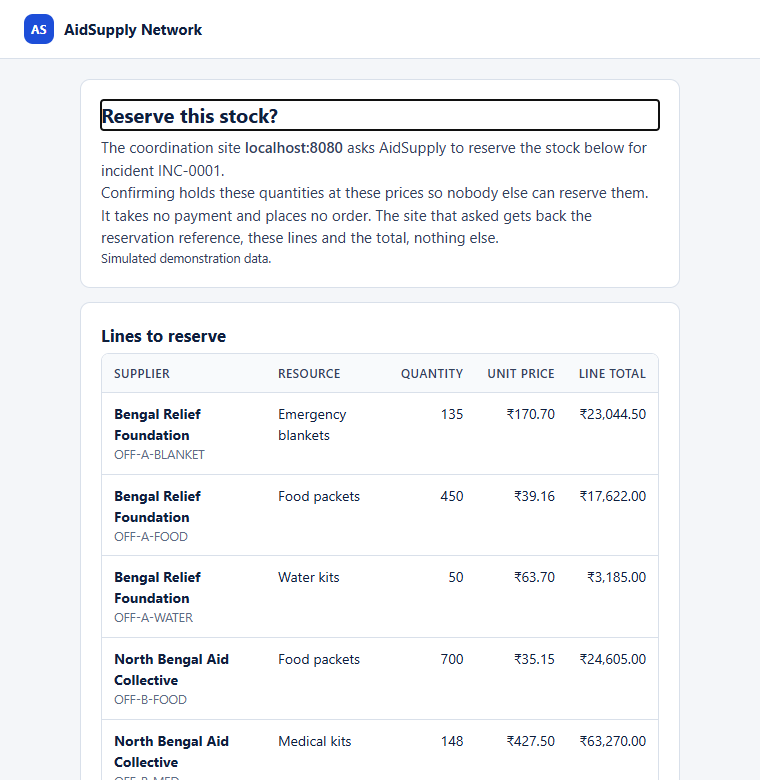 AS AidSupply Network
Reserve this stock?
The coordination site localhost:8080 asks AidSupply to reserve the stock below for
incident INC-0001.
Confirming holds these quantities at these prices so nobody else can reserve them.
It takes no payment and places no order. The site that asked gets back the
reservation reference, these lines and the total, nothing else.
Simulated demonstration data.
Lines to reserve
SUPPLIER RESOURCE QUANTITY UNIT PRICE LINE TOTAL
Bengal Relief Emergency 135 ₹170.70 ₹23,044.50
Foundation blankets
OFF-A-BLANKET
Bengal Relief Food packets 450 ₹39.16 ₹17,622.00
Foundation
OFF-A-FOOD
Bengal Relief Water kits 50 ₹63.70 ₹3,185.00
Foundation
OFF-A-WATER
North Bengal Aid Food packets 700 ₹35.15 ₹24,605.00
Collective
OFF-B-FOOD
North Bengal Aid Medical kits 148 ₹427.50 ₹63,270.00
Collective
OFF-B-MED